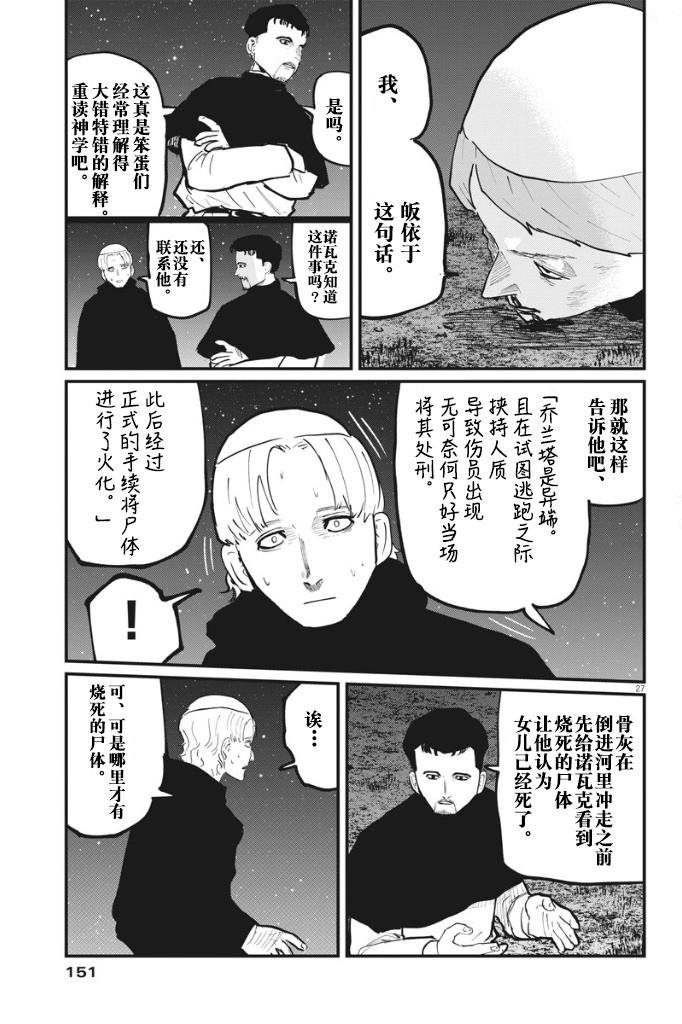 我、
皈依于
这句话。
是吗。
这真是笨蛋们
经常理解得
大错特错的解释。
重读神学吧。
诺瓦克知道
这件事吗?
还、
还没有
联系他。
那就这样
告诉他吧、
「乔兰塔是异端。
且在试图逃跑之际
挟持人质
导致伤员出现
无可奈何只好当场
将其处刑。
此后经过
正式的手续将尸体
进行了火化。」
!
27
骨灰在
倒进河里冲走之前
先给诺瓦克看到
烧死的尸体
让他认为
女儿己经死了。
诶…
可、可是哪里才有
烧死的尸体。
151